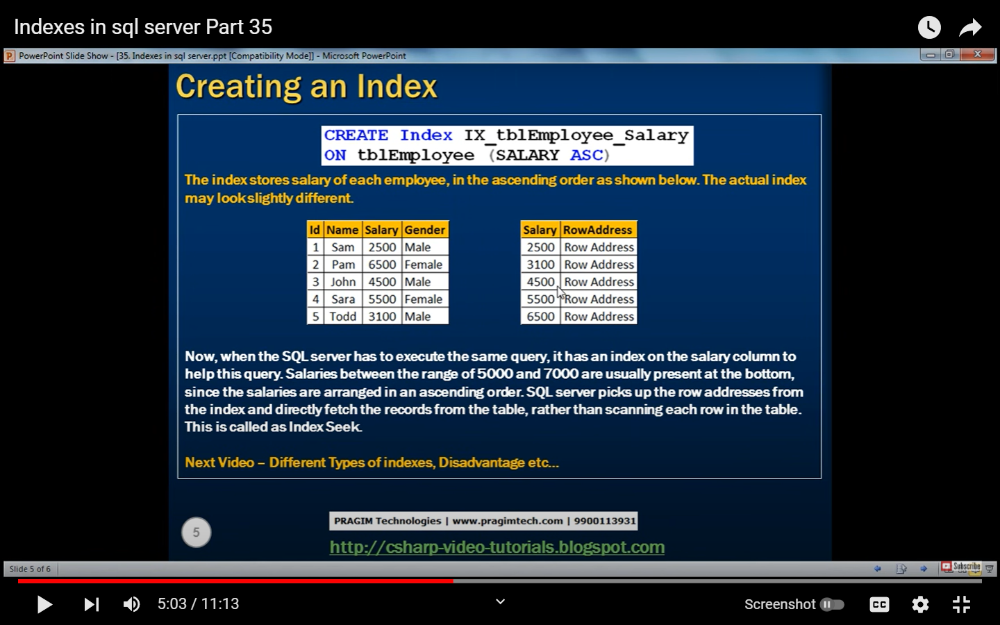 Indexes in sql server Part 35
PowerPoint Slide Show - [35. Indexes in sql server.ppt [Compatibility Mode]] - Microsoft PowerPoint
Creating an Index
CREATE Index IX_tblEmployee_Salary
ON tblEmployee (SALARY ASC)
The index stores salary of each employee, in the ascending order as shown below. The actual index
may look slightly different.
Id Name Salary Gender
1 Sam 2500 Male
2 Pam 6500 Female
3 John 4500 Male
4 Sara 5500 Female
5 Todd 3100 Male
Salary RowAddress
2500 Row Address
3100 Row Address
4500 Row Address
5500 Row Address
6500 Row Address
Now, when the SQL server has to execute the same query, it has an index on the salary column to
help this query. Salaries between the range of 5000 and 7000 are usually present at the bottom,
since the salaries are arranged in an ascending order. SQL server picks up the row addresses from
the index and directly fetch the records from the table, rather than scanning each row in the table.
This is called as Index Seek.
Next Video – Different Types of indexes, Disadvantage etc...
PRAGIM Technologies | www.pragimtech.com | 9900113931
5
http://csharp-video-tutorials.blogspot.com
Slide 5 of 6
Subscribe
5:03 / 11:13
Screenshot
CC